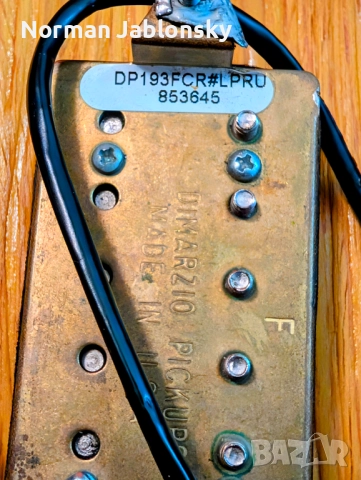 Norman Jablonsky
DP193FCR#LPRU
853645
DIMARZIO PICKUPS
MADE IN U.S.
F
BAZAR